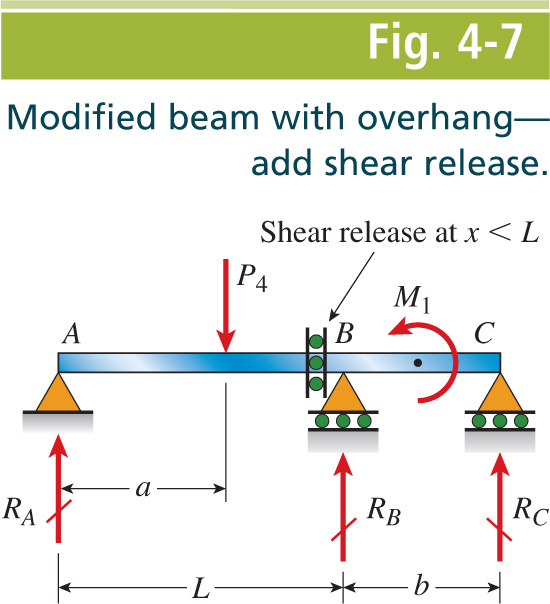 Fig. 4-7
Modified beam with overhang—
add shear release.
Shear release at x < L
P4
M1
A
B
C
a
RA
RB
RC
L
b